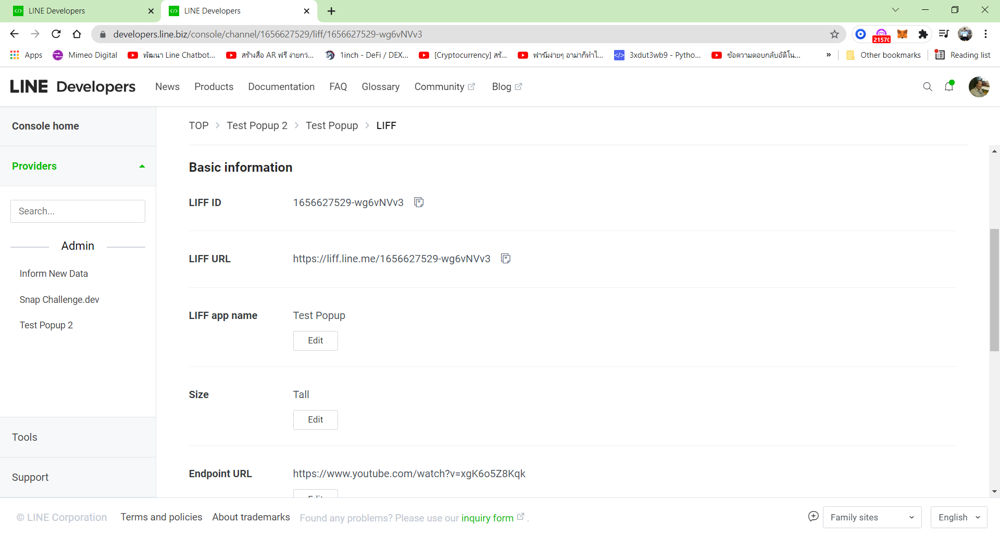 LINE Developers
LINE Developers
developers.line.biz/console/channel/1656627529/liff/1656627529-wg6vNVv3
2157(
Apps
Mimeo Digital
พัฒนา Line Chatbot...
สร้างสื่อ AR ฟรี ง่ายกว่...
1inch - DeFi / DEX...
[Cryptocurrency] สรั...
ฟาร์มง่ายๆ อาม่าก็ทำไ...
3xdut3wb9 - Pytho...
ข้อความตอบกลับอัติโน...
»
Other bookmarks
Reading list
LINE Developers
News
Products
Documentation
FAQ
Glossary
Community
Blog
Console home
Providers
Search...
Admin
Inform New Data
Snap Challenge.dev
Test Popup 2
Tools
Support
TOP > Test Popup 2 > Test Popup > LIFF
Basic information
LIFF ID
1656627529-wg6vNVv3
LIFF URL
https://liff.line.me/1656627529-wg6vNVv3
LIFF app name
Test Popup
Edit
Size
Tall
Edit
Endpoint URL
https://www.youtube.com/watch?v=xgK6o5Z8Kqk
Edit
© LINE Corporation
Terms and policies
About trademarks
Found any problems? Please use our inquiry form .
Family sites
English